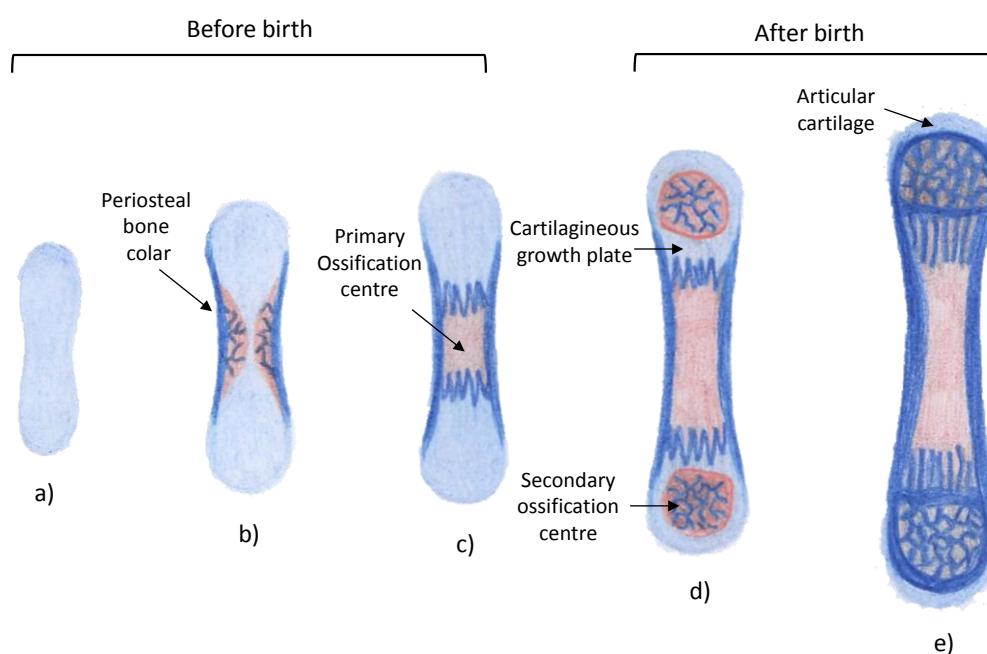 Before birth
After birth
Articular
cartilage
Periosteal
bone
colar
Primary
Ossification
centre
Cartilagineous
growth plate
Secondary
ossification
centre
a)
b)
c)
d)
e)